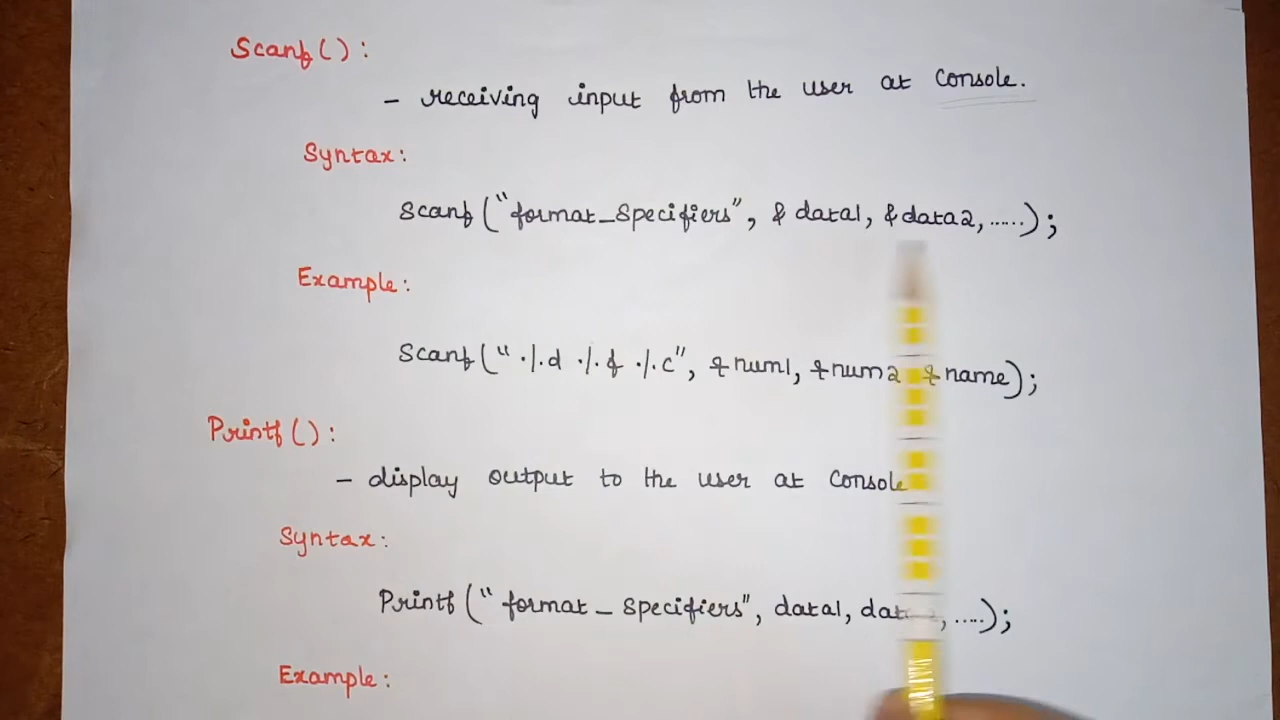 Scanf() :
- receiving input from the user at console.
Syntax:
Scanf("format_Specifiers", & data1, &data2, ......);
Example:
Scanf("%d %f %c", &num1, &num2 &name);
Printf() :
- display output to the user at console
Syntax:
Printf("format_Specifiers", data1, ....);
Example: